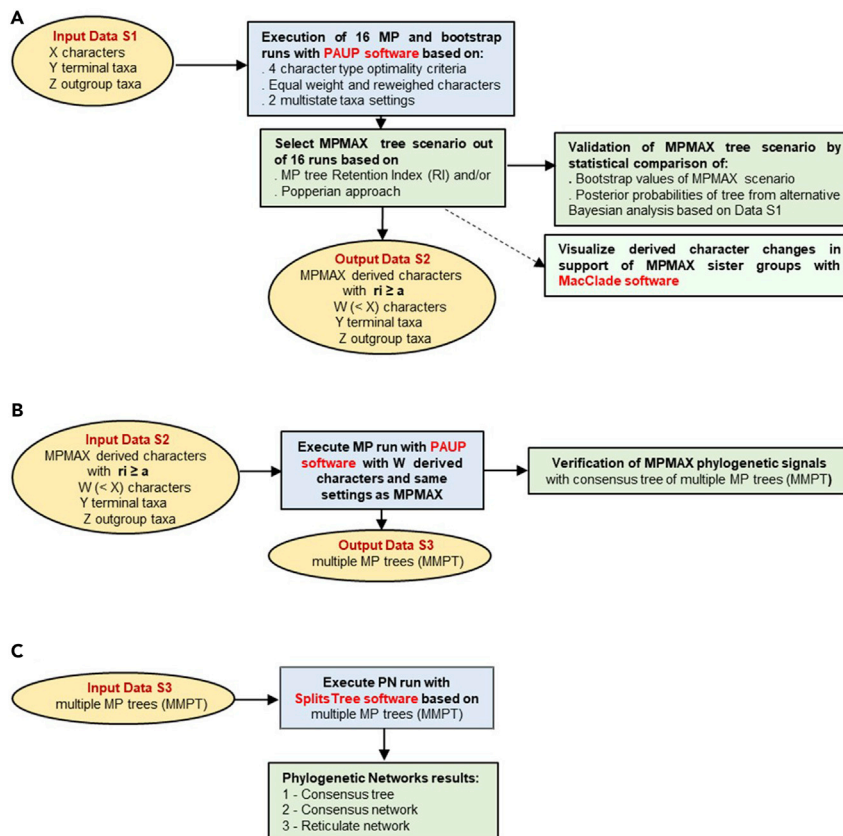 A
Input Data S1
X characters
Y terminal taxa
Z outgroup taxa
Execution of 16 MP and bootstrap
runs with PAUP software based on:
. 4 character type optimality criteria
. Equal weight and reweighed characters
. 2 multistate taxa settings
Select MPMAX tree scenario out
of 16 runs based on
. MP tree Retention Index (RI) and/or
. Popperian approach
Validation of MPMAX tree scenario by
statistical comparison of:
. Bootstrap values of MPMAX scenario
. Posterior probabilities of tree from alternative
Bayesian analysis based on Data S1
Output Data S2
MPMAX derived characters
with ri ≥ a
W (< X) characters
Y terminal taxa
Z outgroup taxa
Visualize derived character changes in
support of MPMAX sister groups with
MacClade software
B
Input Data S2
MPMAX derived characters
with ri ≥ a
W (< X) characters
Y terminal taxa
Z outgroup taxa
Execute MP run with PAUP
software with W derived
characters and same
settings as MPMAX
Verification of MPMAX phylogenetic signals
with consensus tree of multiple MP trees (MMPT)
Output Data S3
multiple MP trees (MMPT)
C
Input Data S3
multiple MP trees (MMPT)
Execute PN run with
SplitsTree software based on
multiple MP trees (MMPT)
Phylogenetic Networks results:
1 - Consensus tree
2 - Consensus network
3 - Reticulate network